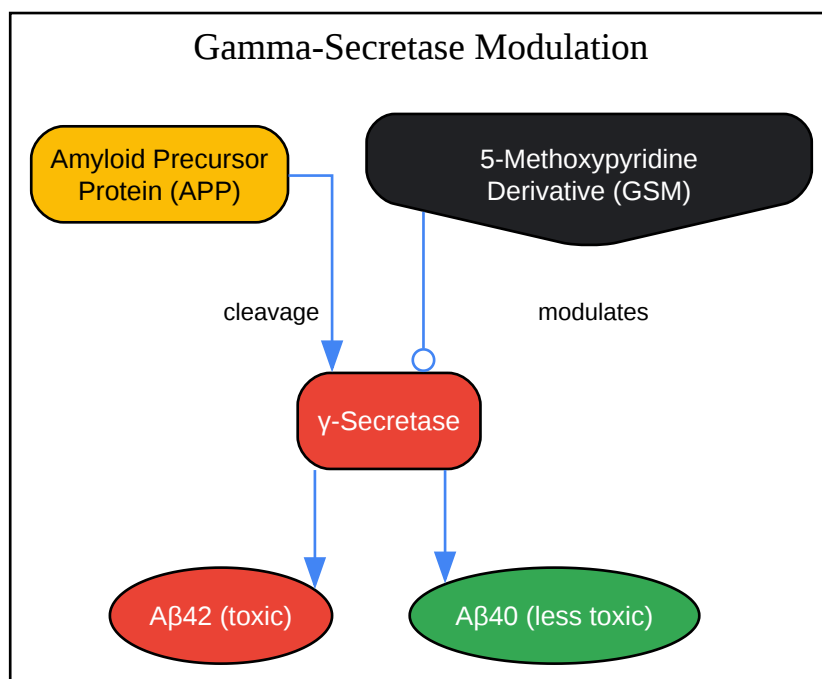 Gamma-Secretase Modulation
Amyloid Precursor
Protein (APP)
5-Methoxypyridine
Derivative (GSM)
cleavage
modulates
γ-Secretase
Aβ42 (toxic)
Aβ40 (less toxic)